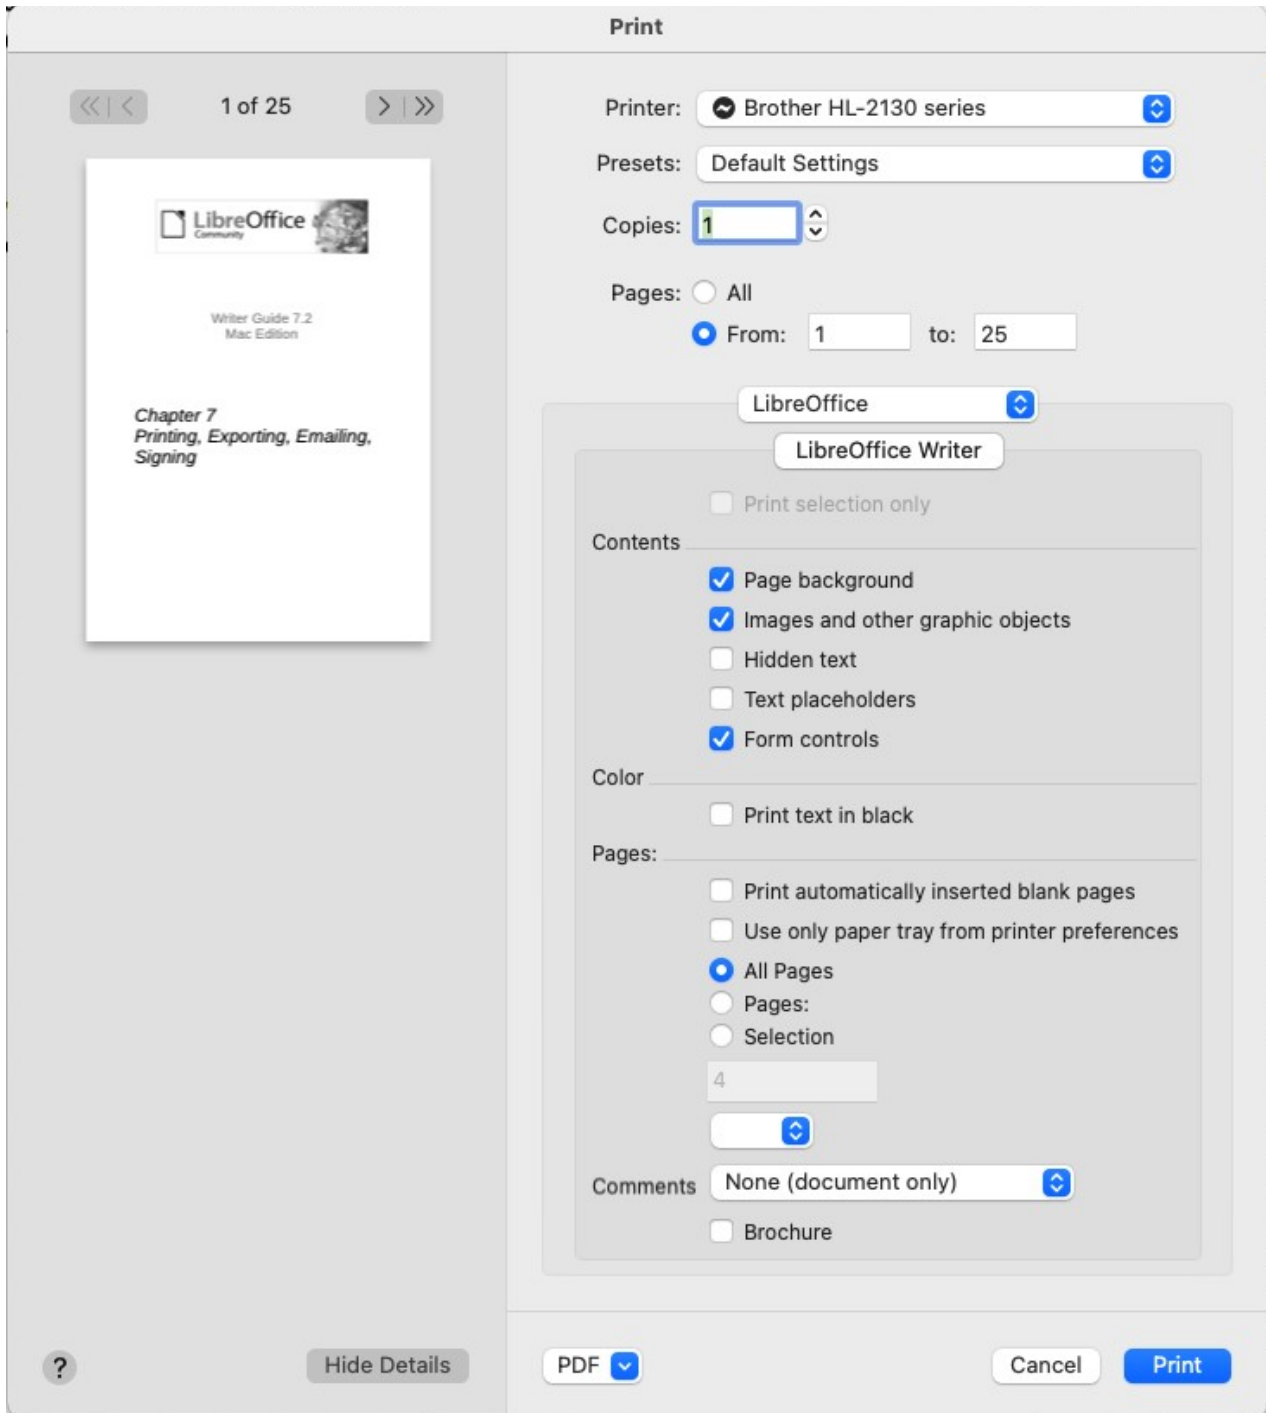 Print
1 of 25
LibreOffice
Community
Writer Guide 7.2
Mac Edition
Chapter 7
Printing, Exporting, Emailing,
Signing
? Hide Details
Printer: Brother HL-2130 series
Presets: Default Settings
Copies: 1
Pages: All
From: 1 to: 25
LibreOffice
LibreOffice Writer
Print selection only
Contents
Page background
Images and other graphic objects
Hidden text
Text placeholders
Form controls
Color
Print text in black
Pages:
Print automatically inserted blank pages
Use only paper tray from printer preferences
All Pages
Pages:
Selection
4
Comments None (document only)
Brochure
PDF Cancel Print